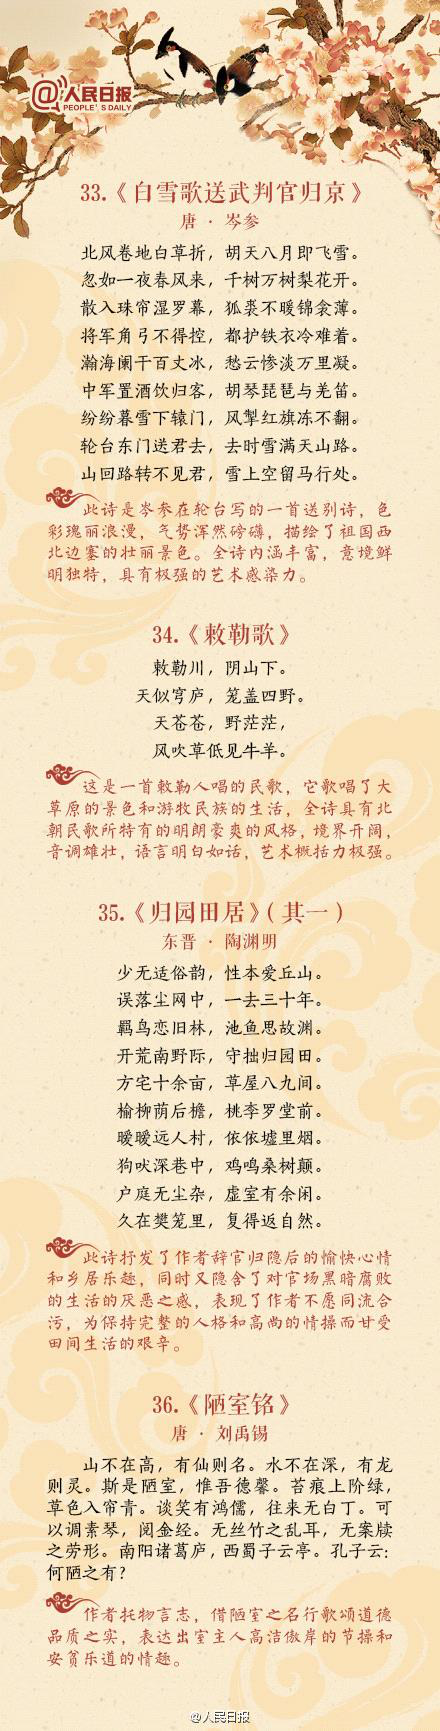 @人民日报
PEOPLE'S DAILY
33.《白雪歌送武判官归京》
唐 · 岑参
北风卷地白草折，胡天八月即飞雪。
忽如一夜春风来，千树万树梨花开。
散入珠帘湿罗幕，狐裘不暖锦衾薄。
将军角弓不得控，都护铁衣冷难着。
瀚海阑干百丈冰，愁云惨淡万里凝。
中军置酒饮归客，胡琴琵琶与羌笛。
纷纷暮雪下辕门，风掣红旗冻不翻。
轮台东门送君去，去时雪满天山路。
山回路转不见君，雪上空留马行处。
此诗是岑参在轮台写的一首送别诗，色
彩瑰丽浪漫，气势浑然磅礴，描绘了祖国西
北边塞的壮丽景色。全诗内涵丰富，意境鲜
明独特，具有极强的艺术感染力。
34.《敕勒歌》
敕勒川，阴山下。
天似穹庐，笼盖四野。
天苍苍，野茫茫，
风吹草低见牛羊。
这是一首敕勒人唱的民歌，它歌唱了大
草原的景色和游牧民族的生活，全诗具有北
朝民歌所特有的明朗豪爽的风格，境界开阔，
音调雄壮，语言明白如话，艺术概括力极强。
35.《归园田居》（其一）
东晋 · 陶渊明
少无适俗韵，性本爱丘山。
误落尘网中，一去三十年。
羁鸟恋旧林，池鱼思故渊。
开荒南野际，守拙归园田。
方宅十余亩，草屋八九间。
榆柳荫后檐，桃李罗堂前。
暧暧远人村，依依墟里烟。
狗吠深巷中，鸡鸣桑树颠。
户庭无尘杂，虚室有余闲。
久在樊笼里，复得返自然。
此诗抒发了作者辞官归隐后的愉快心情
和乡居乐趣，同时又隐含了对官场黑暗腐败
的生活的厌恶之感，表现了作者不愿同流合
污，为保持完整的人格和高尚的情操而甘受
田间生活的艰辛。
36.《陋室铭》
唐 · 刘禹锡
山不在高，有仙则名。水不在深，有龙
则灵。斯是陋室，惟吾德馨。苔痕上阶绿，
草色入帘青。谈笑有鸿儒，往来无白丁。可
以调素琴，阅金经。无丝竹之乱耳，无案牍
之劳形。南阳诸葛庐，西蜀子云亭。孔子云：
何陋之有？
作者托物言志，借陋室之名行歌颂道德
品质之实，表达出室主人高洁傲岸的节操和
安贫乐道的情趣。
@人民日报